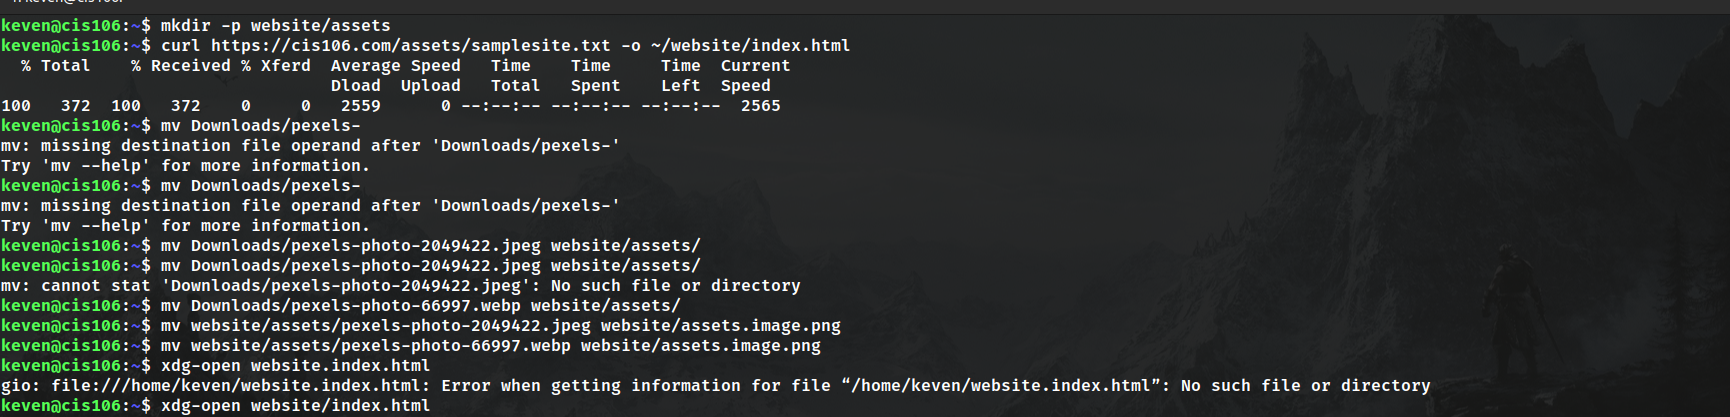 keven@cis106:~$ mkdir -p website/assets
keven@cis106:~$ curl https://cis106.com/assets/samplesite.txt -o ~/website/index.html
  % Total    % Received % Xferd  Average Speed   Time    Time     Time  Current
                                 Dload  Upload   Total   Spent    Left  Speed
100   372  100   372    0     0   2559      0 --:--:-- --:--:-- --:--:--  2565
keven@cis106:~$ mv Downloads/pexels-
mv: missing destination file operand after 'Downloads/pexels-'
Try 'mv --help' for more information.
keven@cis106:~$ mv Downloads/pexels-
mv: missing destination file operand after 'Downloads/pexels-'
Try 'mv --help' for more information.
keven@cis106:~$ mv Downloads/pexels-photo-2049422.jpeg website/assets/
keven@cis106:~$ mv Downloads/pexels-photo-2049422.jpeg website/assets/
mv: cannot stat 'Downloads/pexels-photo-2049422.jpeg': No such file or directory
keven@cis106:~$ mv Downloads/pexels-photo-66997.webp website/assets/
keven@cis106:~$ mv website/assets/pexels-photo-2049422.jpeg website/assets.image.png
keven@cis106:~$ mv website/assets/pexels-photo-66997.webp website/assets.image.png
keven@cis106:~$ xdg-open website.index.html
gio: file:///home/keven/website.index.html: Error when getting information for file “/home/keven/website.index.html”: No such file or directory
keven@cis106:~$ xdg-open website/index.html